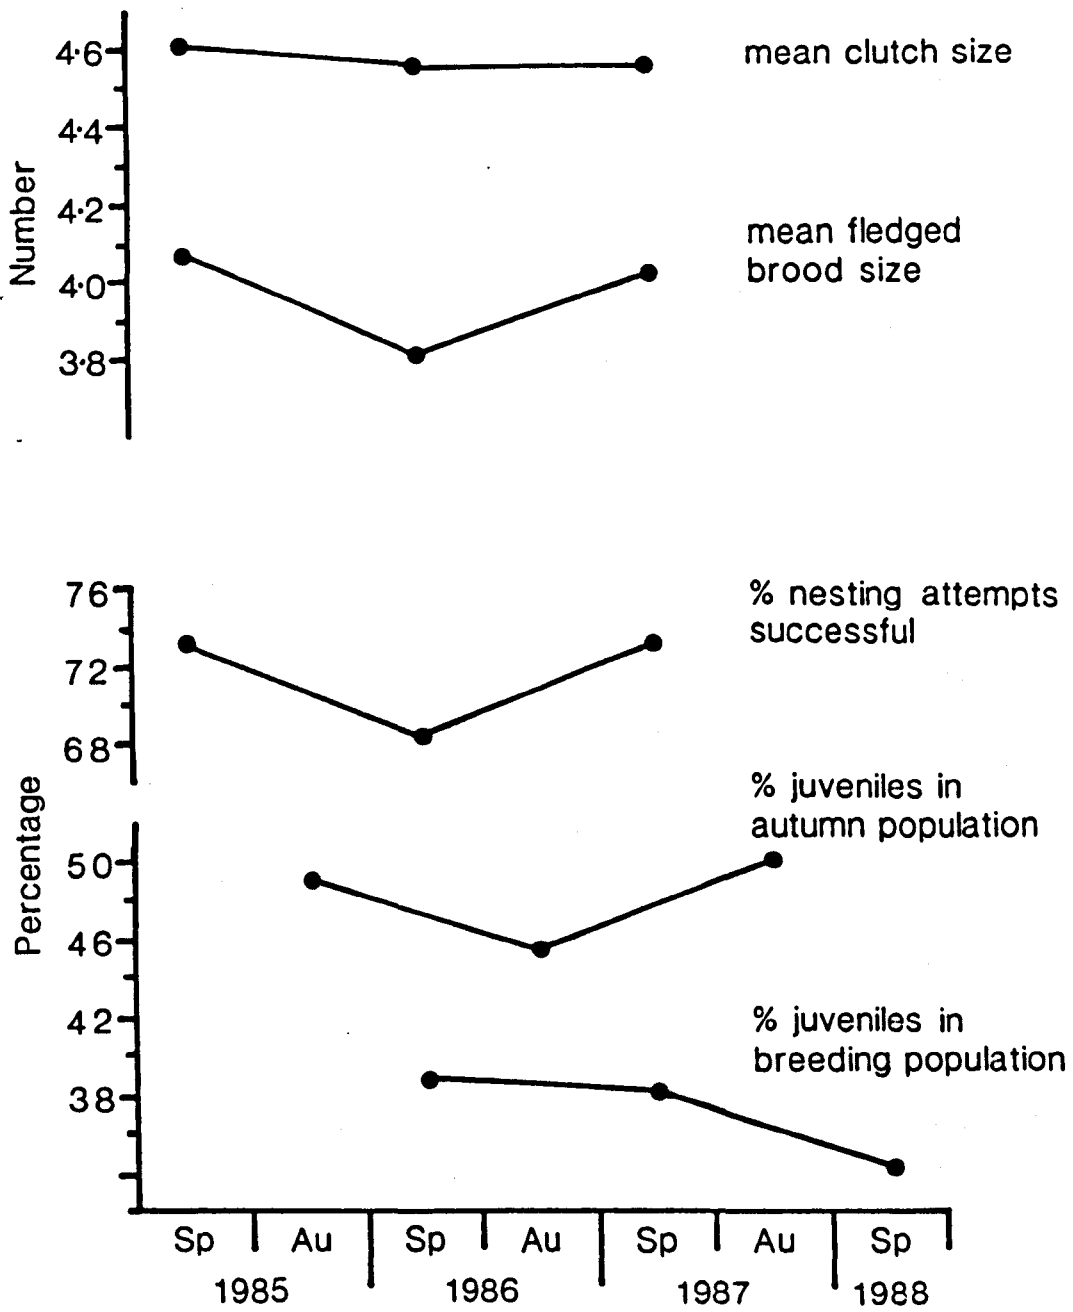 4·6
mean clutch size
4·4
4·2
Number
mean fledged
brood size
4·0
3·8
76
% nesting attempts
successful
72
68
% juveniles in
autumn population
Percentage
50
46
42
% juveniles in
breeding population
38
Sp Au Sp Au Sp Au Sp
1985 1986 1987 1988